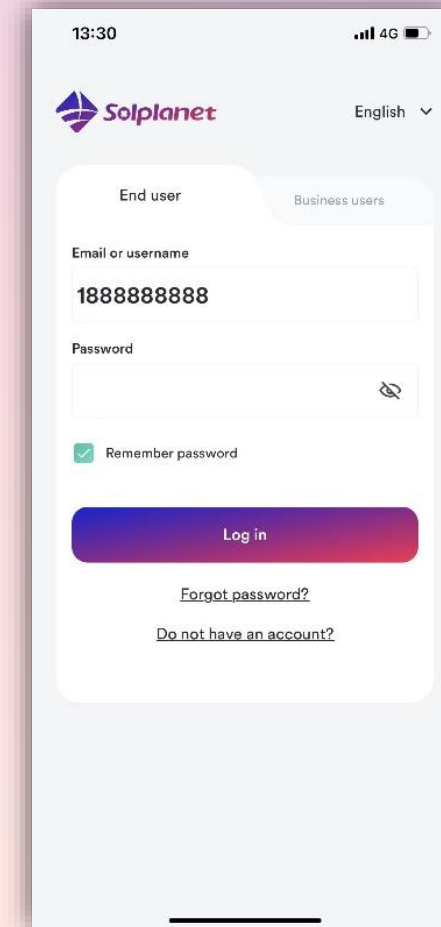 13:30
4G
Solplanet
English
End user
Business users
Email or username
1888888888
Password
Remember password
Log in
Forgot password?
Do not have an account?